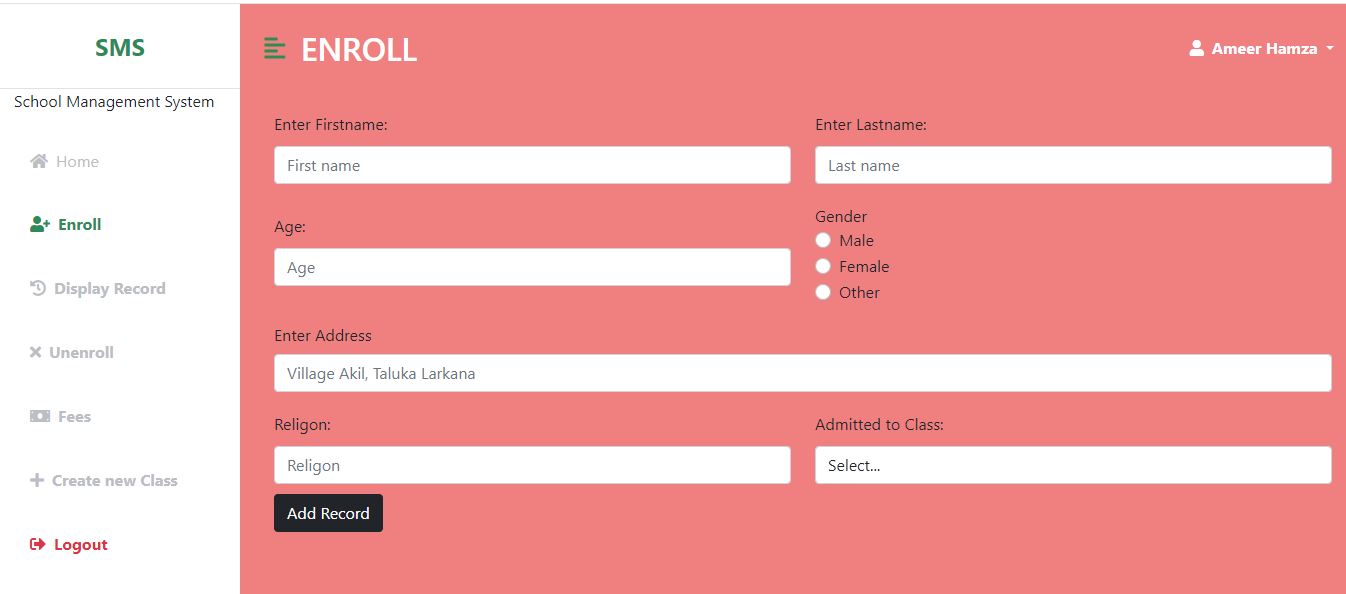 SMS
School Management System
Home
Enroll
Display Record
Unenroll
Fees
Create new Class
Logout
ENROLL
Ameer Hamza
Enter Firstname:
Enter Lastname:
First name
Last name
Age:
Age
Gender
Male
Female
Other
Enter Address
Village Akil, Taluka Larkana
Religon:
Admitted to Class:
Religon
Select...
Add Record